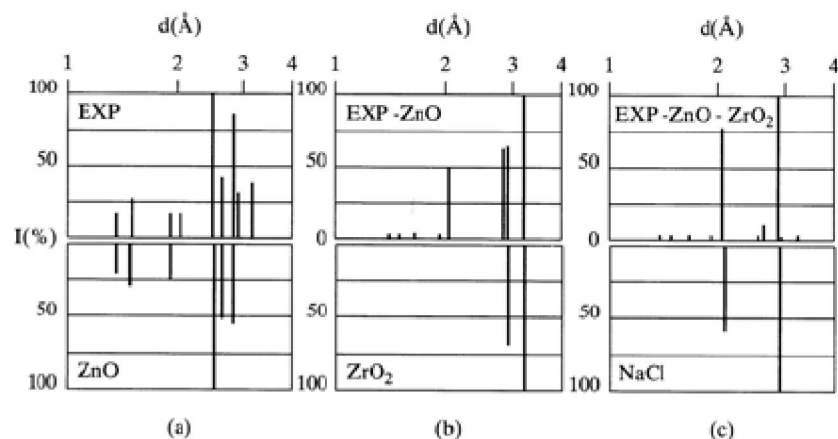 d(Å) d(Å) d(Å)
1 2 3 4 1 2 3 4 1 2 3 4
100 100 100
EXP EXP -ZnO EXP -ZnO - ZrO₂
50 50 50
I(%) 0 0
50 50 50
ZnO ZrO₂ NaCl
100 100 100
(a) (b) (c)